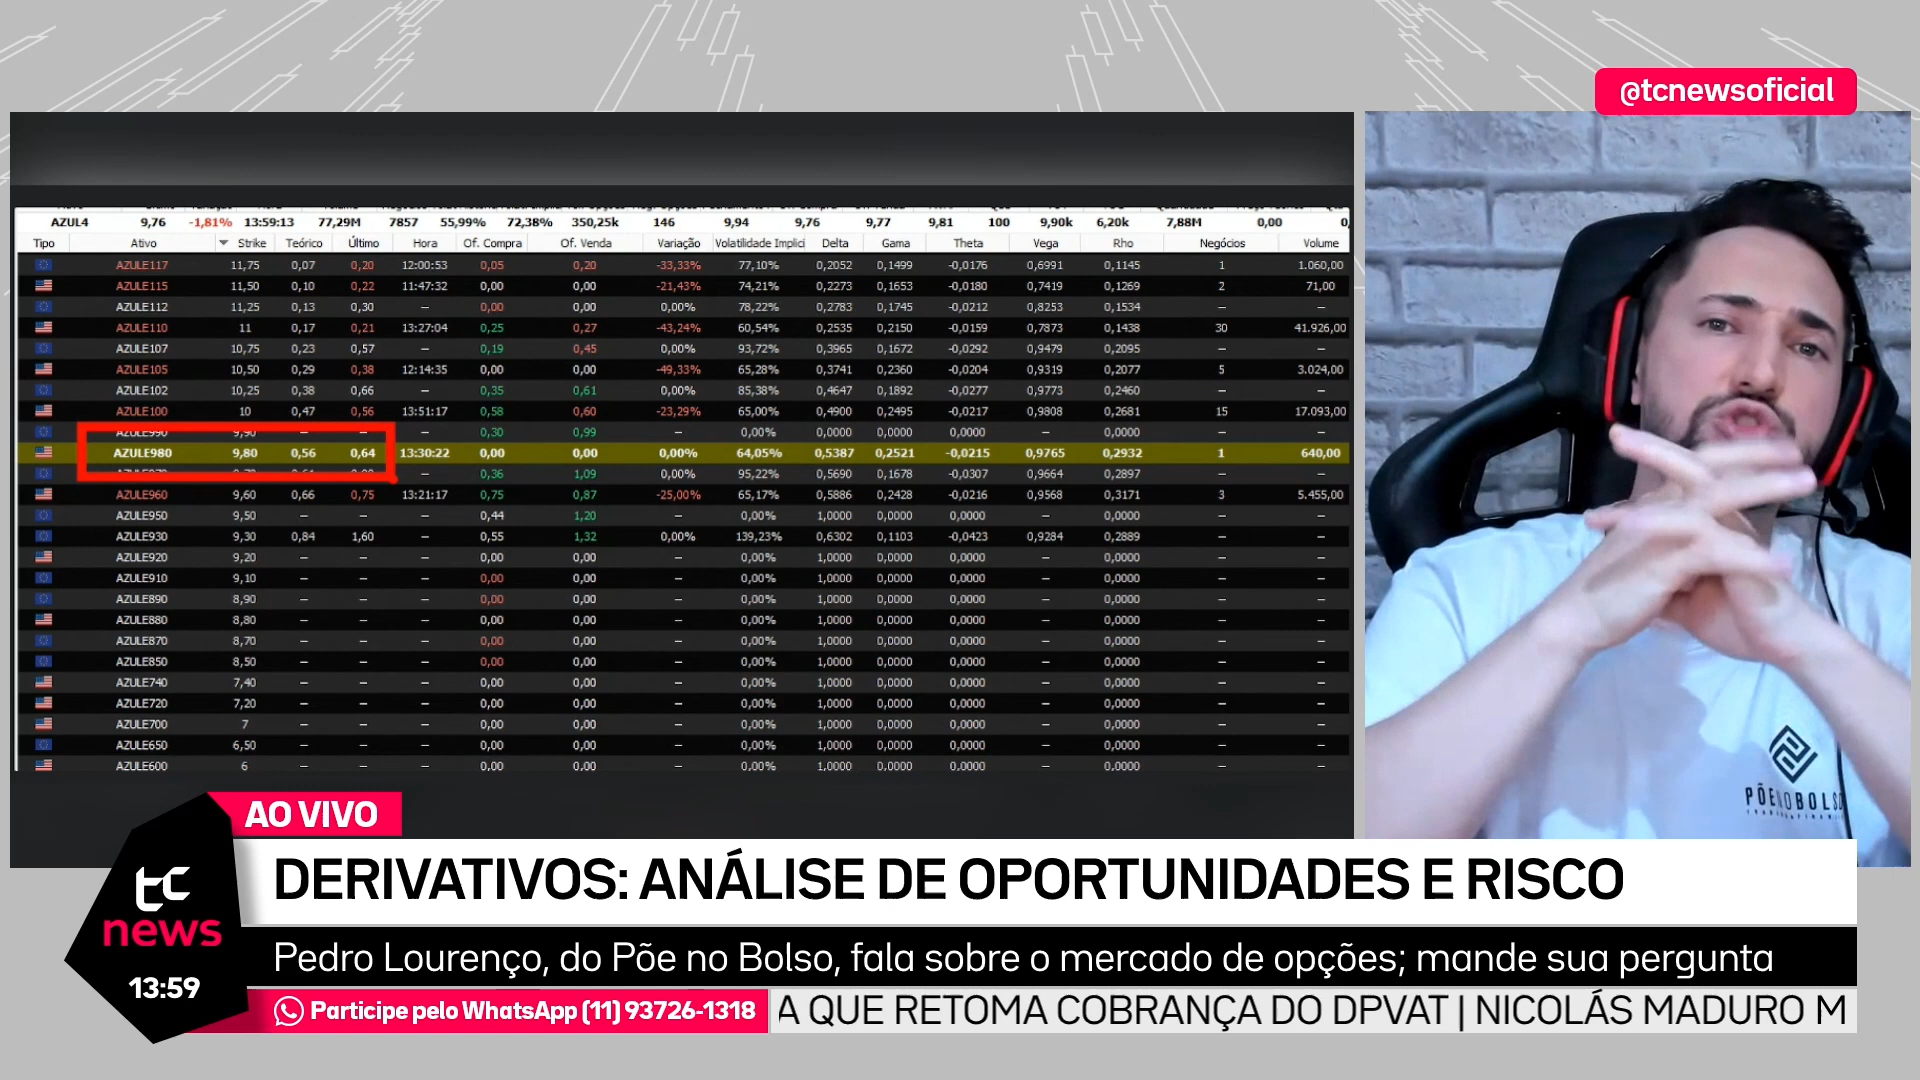 @tcnewsoficial
AZUL4 9,76 -1,81% 13:59:13 77,29M 7857 55,99% 72,38% 350,25k 146 9,94 9,76 9,77 9,81 100 9,90k 6,20k 7,88M 0,00 0,
Tipo Ativo Strike Teórico Último Hora Of. Compra Of. Venda Variação Volatilidade Implíci Delta Gama Theta Vega Rho Negócios Volume
AZULE117 11,75 0,07 0,20 12:00:53 0,05 0,20 -33,33% 77,10% 0,2052 0,1499 -0,0176 0,6991 0,1145 1 1.060,00
AZULE115 11,50 0,10 0,22 11:47:32 0,00 0,00 -21,43% 74,21% 0,2273 0,1653 -0,0180 0,7419 0,1269 2 71,00
AZULE112 11,25 0,13 0,30 – 0,00 0,00 0,00% 78,22% 0,2783 0,1745 -0,0212 0,8253 0,1534 – –
AZULE110 11 0,17 0,21 13:27:04 0,25 0,27 -43,24% 60,54% 0,2535 0,2150 -0,0159 0,7873 0,1438 30 41.926,00
AZULE107 10,75 0,23 0,57 – 0,19 0,45 0,00% 93,72% 0,3965 0,1672 -0,0292 0,9479 0,2095 – –
AZULE105 10,50 0,29 0,38 12:14:35 0,00 0,00 -49,33% 65,28% 0,3741 0,2360 -0,0204 0,9319 0,2077 5 3.024,00
AZULE102 10,25 0,38 0,66 – 0,35 0,61 0,00% 85,38% 0,4647 0,1892 -0,0277 0,9773 0,2460 – –
AZULE100 10 0,47 0,56 13:51:17 0,58 0,60 -23,29% 65,00% 0,4900 0,2495 -0,0217 0,9808 0,2681 15 17.093,00
AZULE990 9,90 – – – 0,30 0,99 – 0,00% 0,0000 0,0000 0,0000 – 0,0000 – –
AZULE980 9,80 0,56 0,64 13:30:22 0,00 0,00 0,00% 64,05% 0,5387 0,2521 -0,0215 0,9765 0,2932 1 640,00
– 0,36 1,09 0,00% 95,22% 0,5690 0,1678 -0,0307 0,9664 0,2897 – –
AZULE960 9,60 0,66 0,75 13:21:17 0,75 0,87 -25,00% 65,17% 0,5886 0,2428 -0,0216 0,9568 0,3171 3 5.455,00
AZULE950 9,50 – – – 0,44 1,20 – 0,00% 1,0000 0,0000 0,0000 – 0,0000 – –
AZULE930 9,30 0,84 1,60 – 0,55 1,32 0,00% 139,23% 0,6302 0,1103 -0,0423 0,9284 0,2889 – –
AZULE920 9,20 – – – 0,00 0,00 – 0,00% 1,0000 0,0000 0,0000 – 0,0000 – –
AZULE910 9,10 – – – 0,00 0,00 – 0,00% 1,0000 0,0000 0,0000 – 0,0000 – –
AZULE890 8,90 – – – 0,00 0,00 – 0,00% 1,0000 0,0000 0,0000 – 0,0000 – –
AZULE880 8,80 – – – 0,00 0,00 – 0,00% 1,0000 0,0000 0,0000 – 0,0000 – –
AZULE870 8,70 – – – 0,00 0,00 – 0,00% 1,0000 0,0000 0,0000 – 0,0000 – –
AZULE850 8,50 – – – 0,00 0,00 – 0,00% 1,0000 0,0000 0,0000 – 0,0000 – –
AZULE740 7,40 – – – 0,00 0,00 – 0,00% 1,0000 0,0000 0,0000 – 0,0000 – –
AZULE720 7,20 – – – 0,00 0,00 – 0,00% 1,0000 0,0000 0,0000 – 0,0000 – –
AZULE700 7 – – – 0,00 0,00 – 0,00% 1,0000 0,0000 0,0000 – 0,0000 – –
AZULE650 6,50 – – – 0,00 0,00 – 0,00% 1,0000 0,0000 0,0000 – 0,0000 – –
AZULE600 6 – – – 0,00 0,00 – 0,00% 1,0000 0,0000 0,0000 – 0,0000 – –
PÕENOBOLSO
AO VIVO
DERIVATIVOS: ANÁLISE DE OPORTUNIDADES E RISCO
Pedro Lourenço, do Põe no Bolso, fala sobre o mercado de opções; mande sua pergunta
tc
news
13:59
Participe pelo WhatsApp (11) 93726-1318
A QUE RETOMA COBRANÇA DO DPVAT | NICOLÁS MADURO M